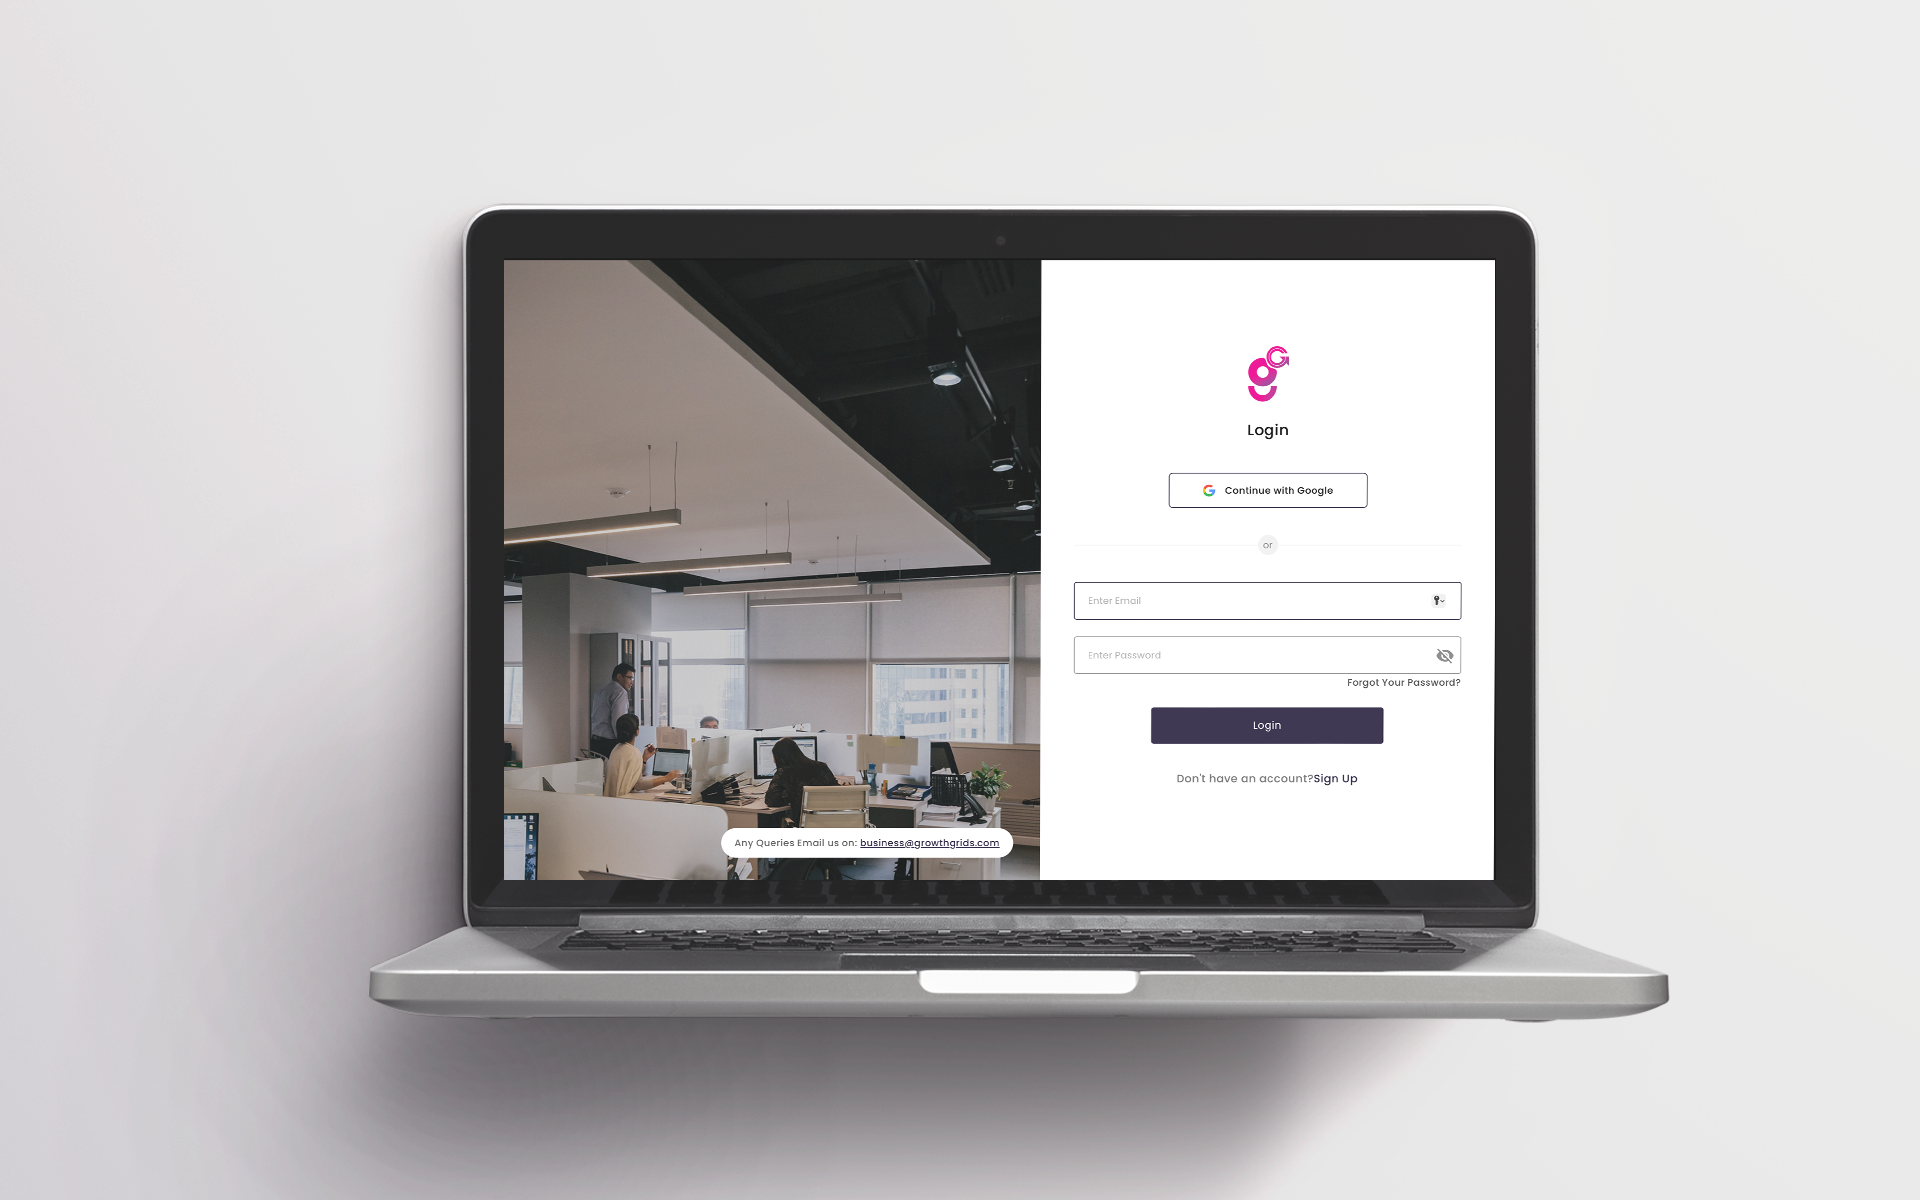 Login
Continue with Google
or
Enter Email
Enter Password
Forgot Your Password?
Login
Don't have an account?Sign Up
Any Queries Email us on: business@growthgrids.com